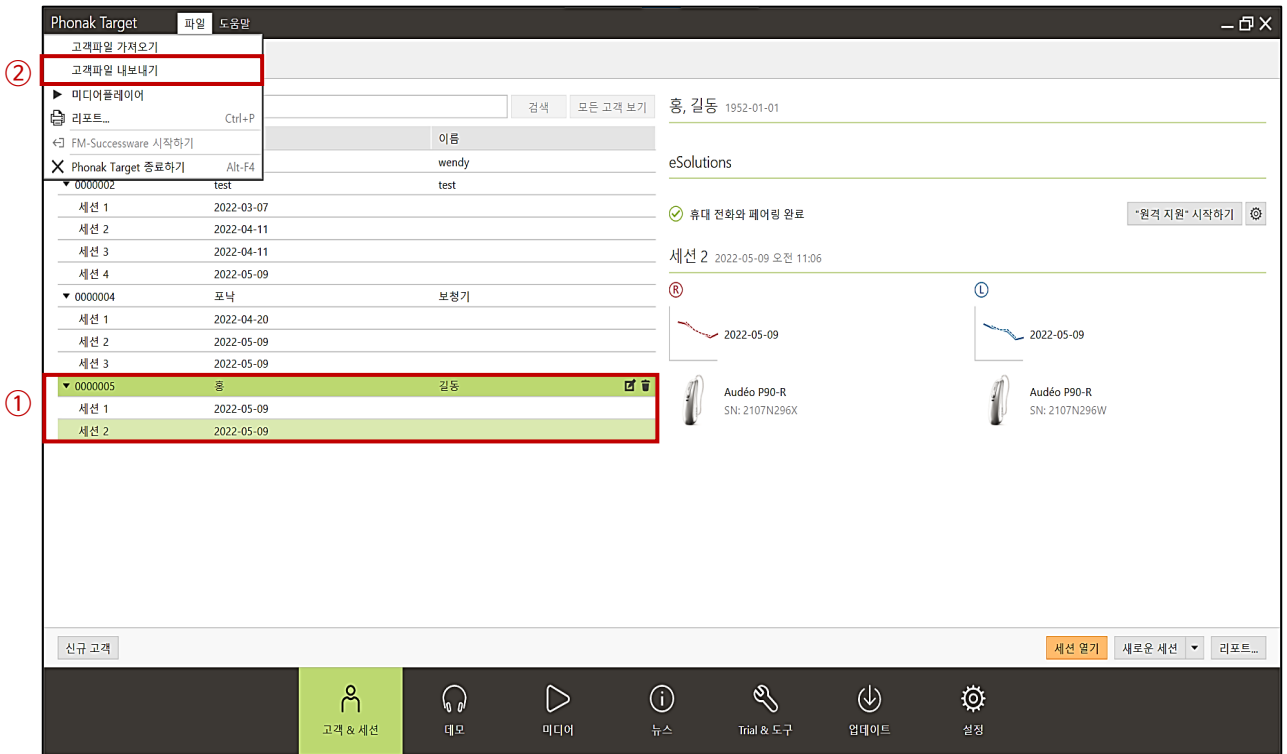 Phonak Target 파일 도움말
고객파일 가져오기
② 고객파일 내보내기
미디어플레이어
리포트... Ctrl+P
FM-Successware 시작하기
Phonak Target 종료하기 Alt-F4
검색 모든 고객 보기
이름
wendy
0000002 test test
세션 1 2022-03-07
세션 2 2022-04-11
세션 3 2022-04-11
세션 4 2022-05-09
0000004 포낙 보청기
세션 1 2022-04-20
세션 2 2022-05-09
세션 3 2022-05-09
① 0000005 홍 길동
세션 1 2022-05-09
세션 2 2022-05-09
홍, 길동 1952-01-01
eSolutions
휴대 전화와 페어링 완료 "원격 지원" 시작하기
세션 2 2022-05-09 오전 11:06
R L
2022-05-09 2022-05-09
Audéo P90-R Audéo P90-R
SN: 2107N296X SN: 2107N296W
신규 고객 세션 열기 새로운 세션 리포트...
고객 & 세션 데모 미디어 뉴스 Trial & 도구 업데이트 설정